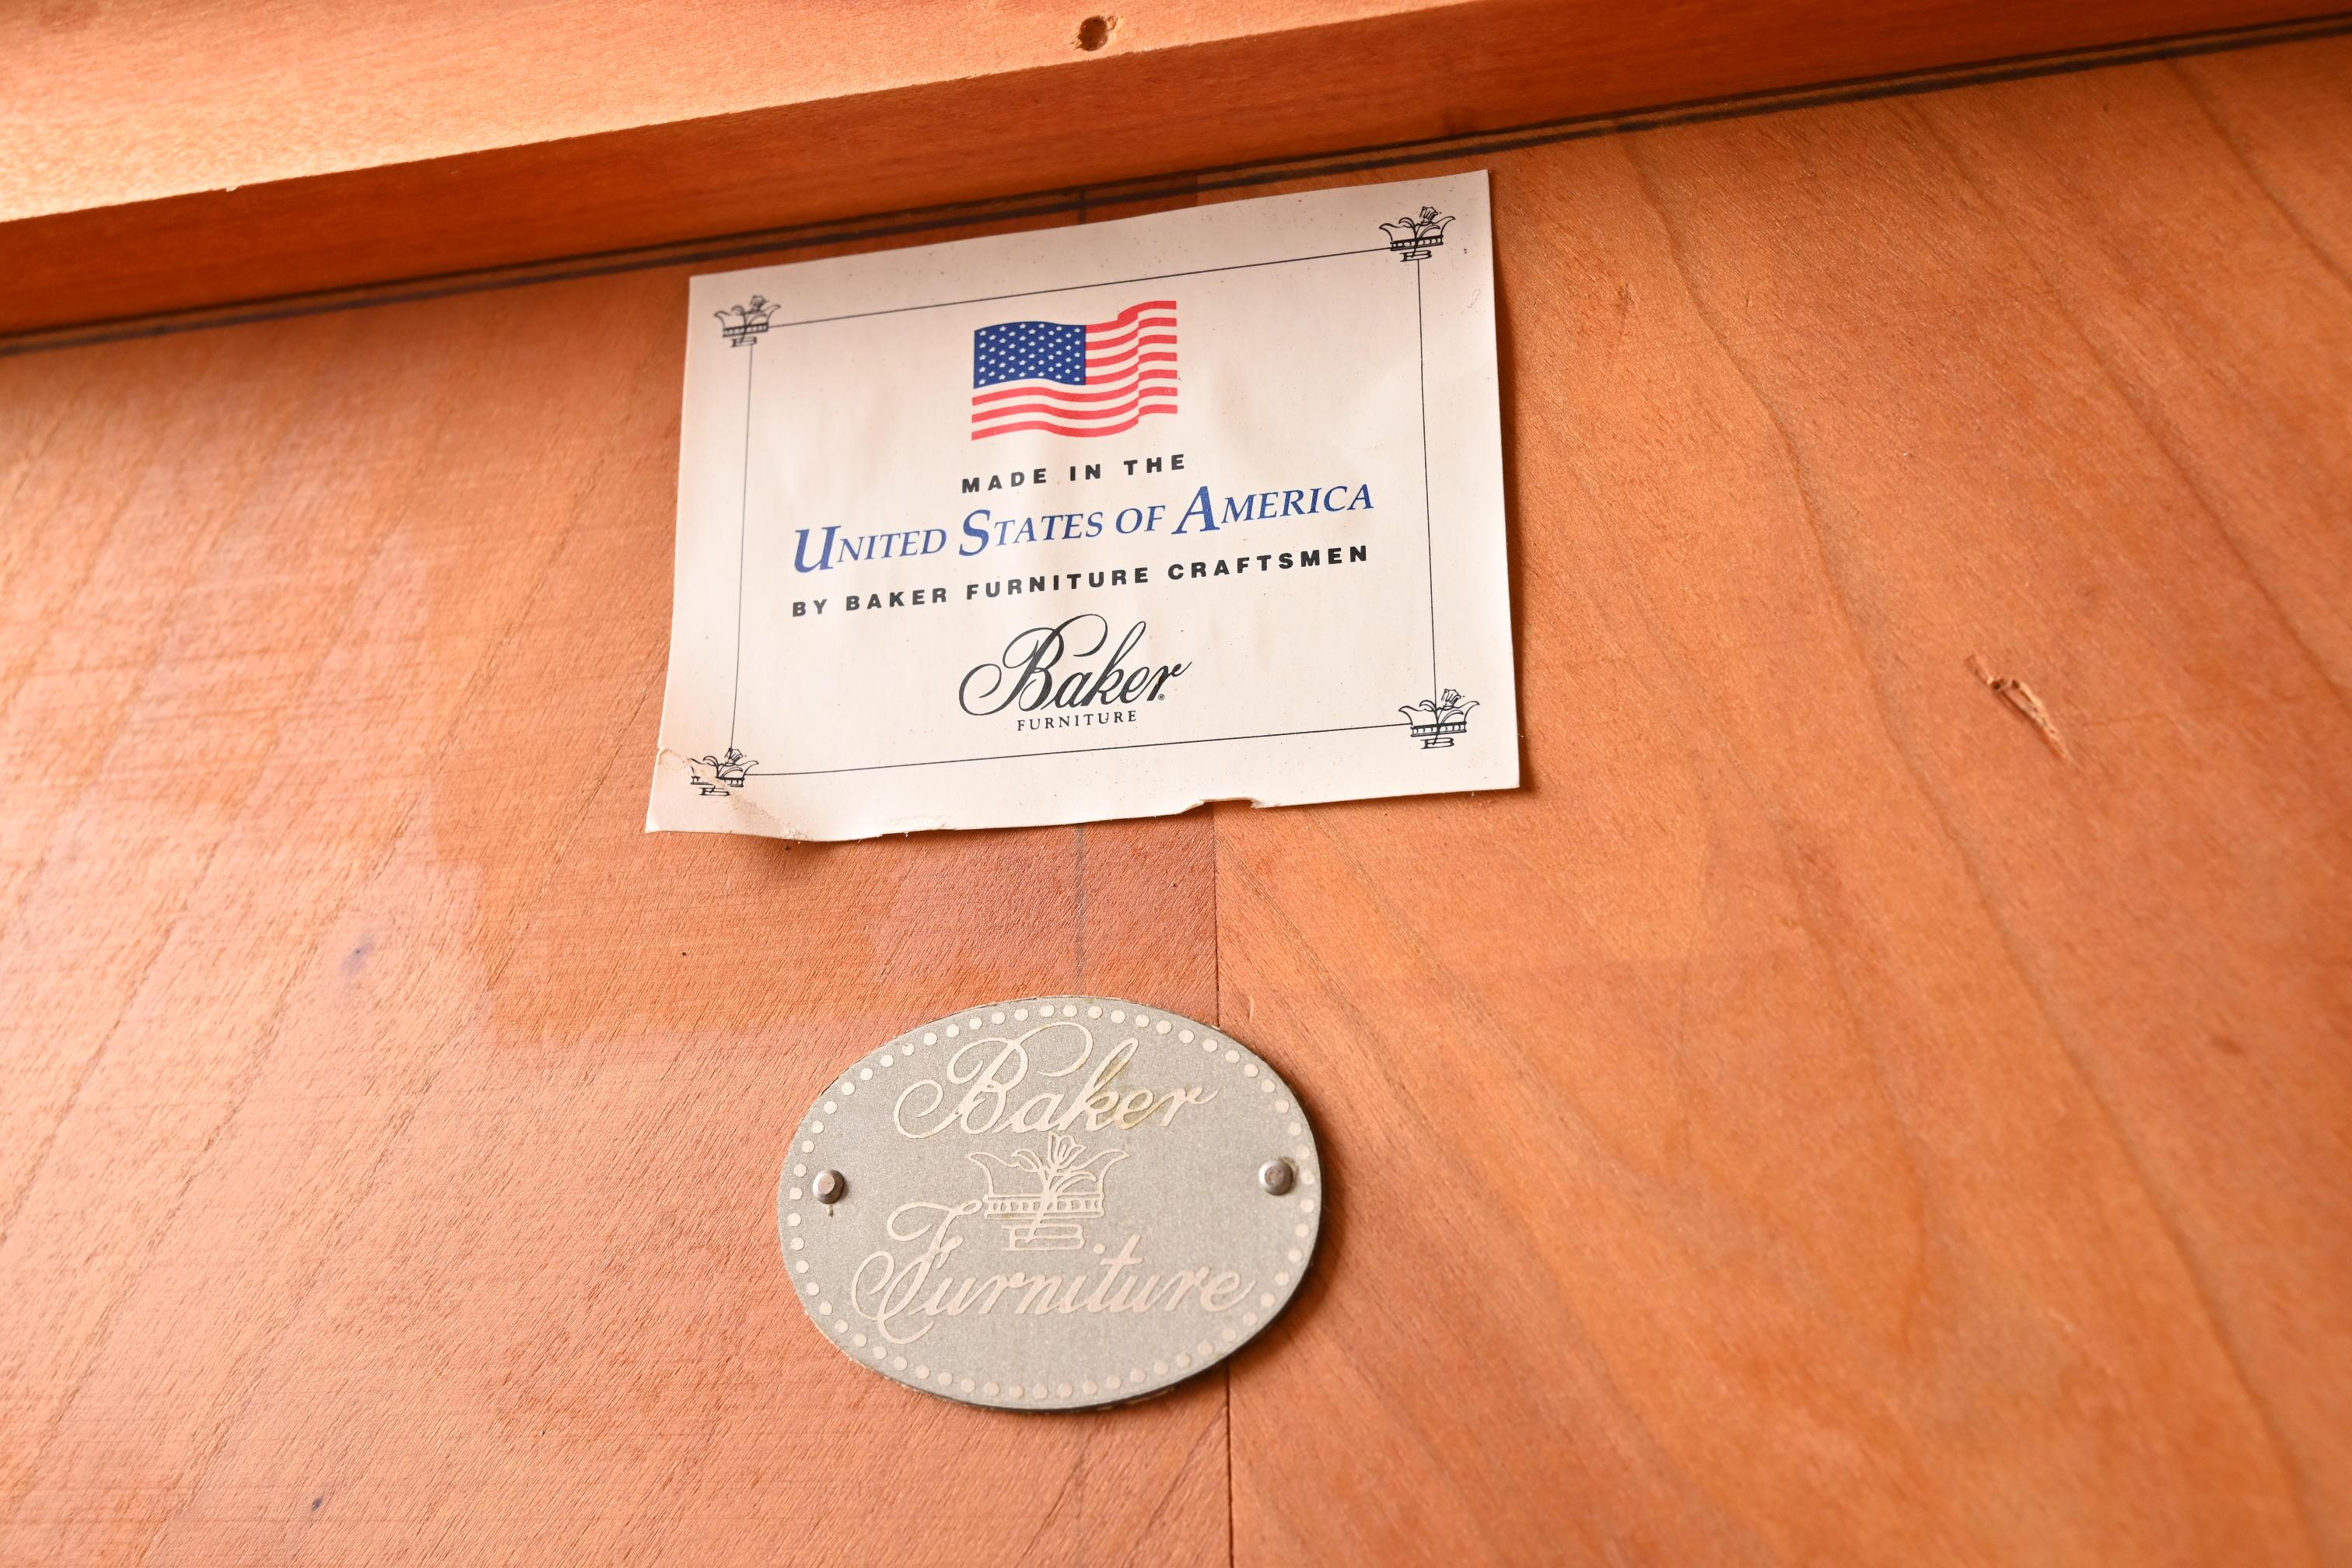 MADE IN THE
UNITED STATES OF AMERICA
BY BAKER FURNITURE CRAFTSMEN
Baker®
FURNITURE
Baker
B
Furniture